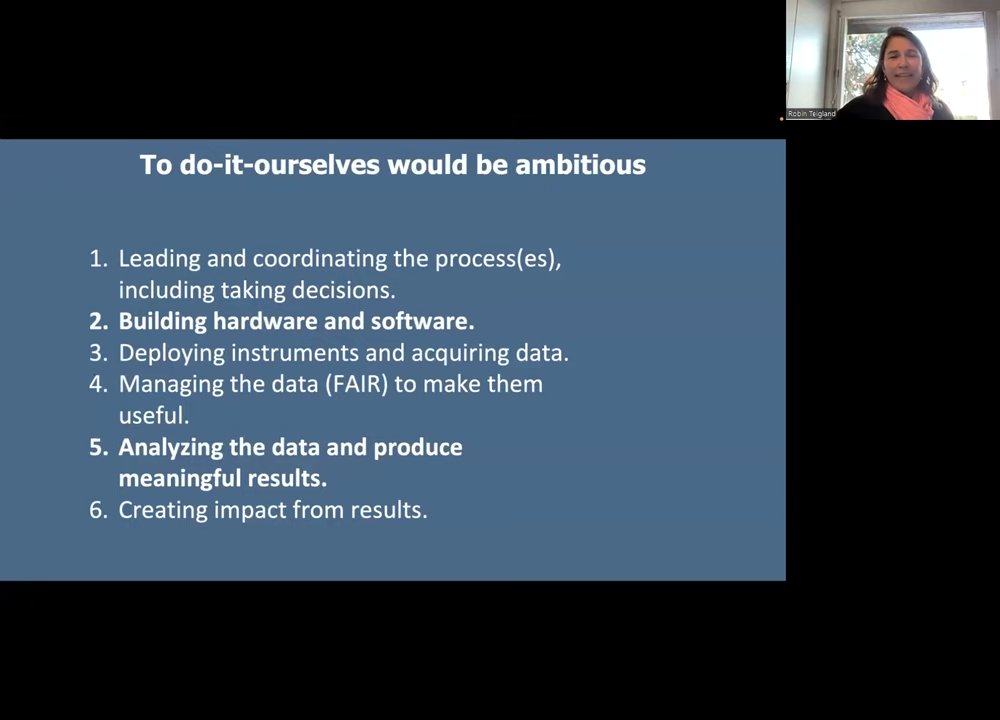 Robin Teigland
To do-it-ourselves would be ambitious
1. Leading and coordinating the process(es),
including taking decisions.
2. Building hardware and software.
3. Deploying instruments and acquiring data.
4. Managing the data (FAIR) to make them
useful.
5. Analyzing the data and produce
meaningful results.
6. Creating impact from results.